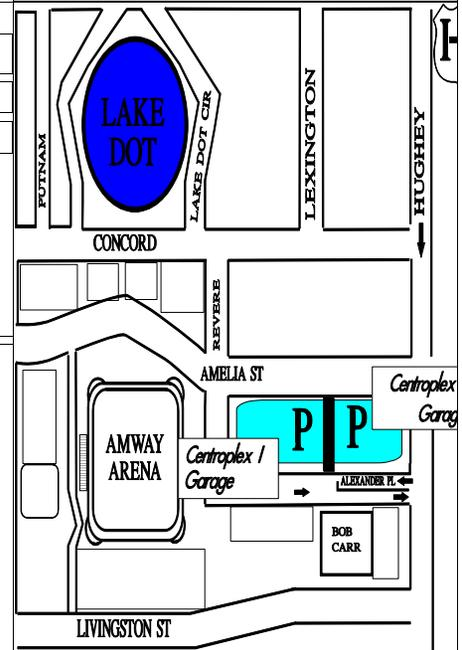 I-
LAKE
DOT
PUTNAM
LAKE DOT CIR
LEXINGTON
HUGHEY
CONCORD
REVERE
AMELIA ST
Centroplex
Garag
P P
AMWAY
ARENA
Centroplex I
Garage
ALEXANDER PL
BOB
CARR
LIVINGSTON ST